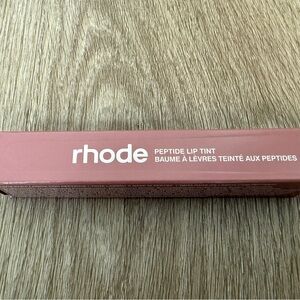 rhode
PEPTIDE LIP TINT
BAUME À LÈVRES TEINTÉ AUX PEPTIDES